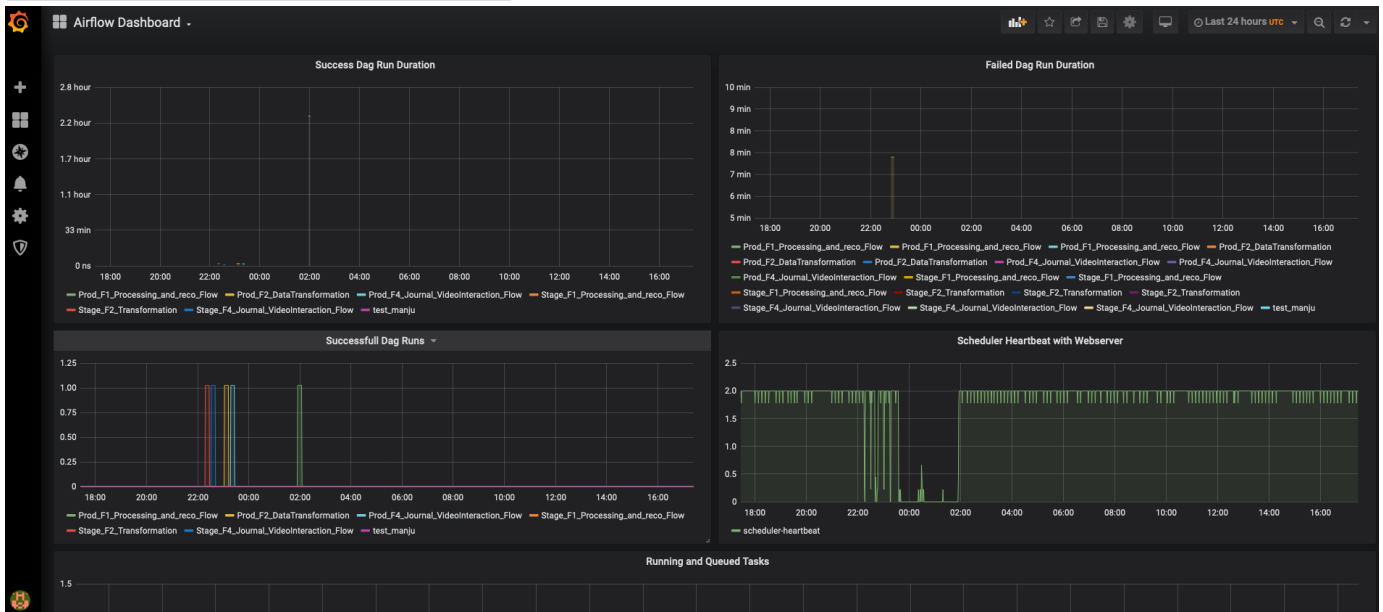 Airflow Dashboard
Last 24 hours UTC
Success Dag Run Duration
2.8 hour
2.2 hour
1.7 hour
1.1 hour
33 min
0 ns
18:00 20:00 22:00 00:00 02:00 04:00 06:00 08:00 10:00 12:00 14:00 16:00
Prod_F1_Processing_and_reco_Flow Prod_F2_DataTransformation Prod_F4_Journal_VideoInteraction_Flow Stage_F1_Processing_and_reco_Flow
Stage_F2_Transformation Stage_F4_Journal_VideoInteraction_Flow test_manju
Failed Dag Run Duration
10 min
9 min
8 min
8 min
7 min
6 min
5 min
18:00 20:00 22:00 00:00 02:00 04:00 06:00 08:00 10:00 12:00 14:00 16:00
Prod_F1_Processing_and_reco_Flow Prod_F1_Processing_and_reco_Flow Prod_F1_Processing_and_reco_Flow Prod_F2_DataTransformation
Prod_F2_DataTransformation Prod_F2_DataTransformation Prod_F4_Journal_VideoInteraction_Flow Prod_F4_Journal_VideoInteraction_Flow
Prod_F4_Journal_VideoInteraction_Flow Stage_F1_Processing_and_reco_Flow Stage_F1_Processing_and_reco_Flow
Stage_F1_Processing_and_reco_Flow Stage_F2_Transformation Stage_F2_Transformation Stage_F2_Transformation
Stage_F4_Journal_VideoInteraction_Flow Stage_F4_Journal_VideoInteraction_Flow Stage_F4_Journal_VideoInteraction_Flow test_manju
Successfull Dag Runs
1.25
1.00
0.75
0.50
0.25
0
18:00 20:00 22:00 00:00 02:00 04:00 06:00 08:00 10:00 12:00 14:00 16:00
Prod_F1_Processing_and_reco_Flow Prod_F2_DataTransformation Prod_F4_Journal_VideoInteraction_Flow Stage_F1_Processing_and_reco_Flow
Stage_F2_Transformation Stage_F4_Journal_VideoInteraction_Flow test_manju
Scheduler Heartbeat with Webserver
2.5
2.0
1.5
1.0
0.5
0
18:00 20:00 22:00 00:00 02:00 04:00 06:00 08:00 10:00 12:00 14:00 16:00
scheduler-heartbeat
Running and Queued Tasks
1.5